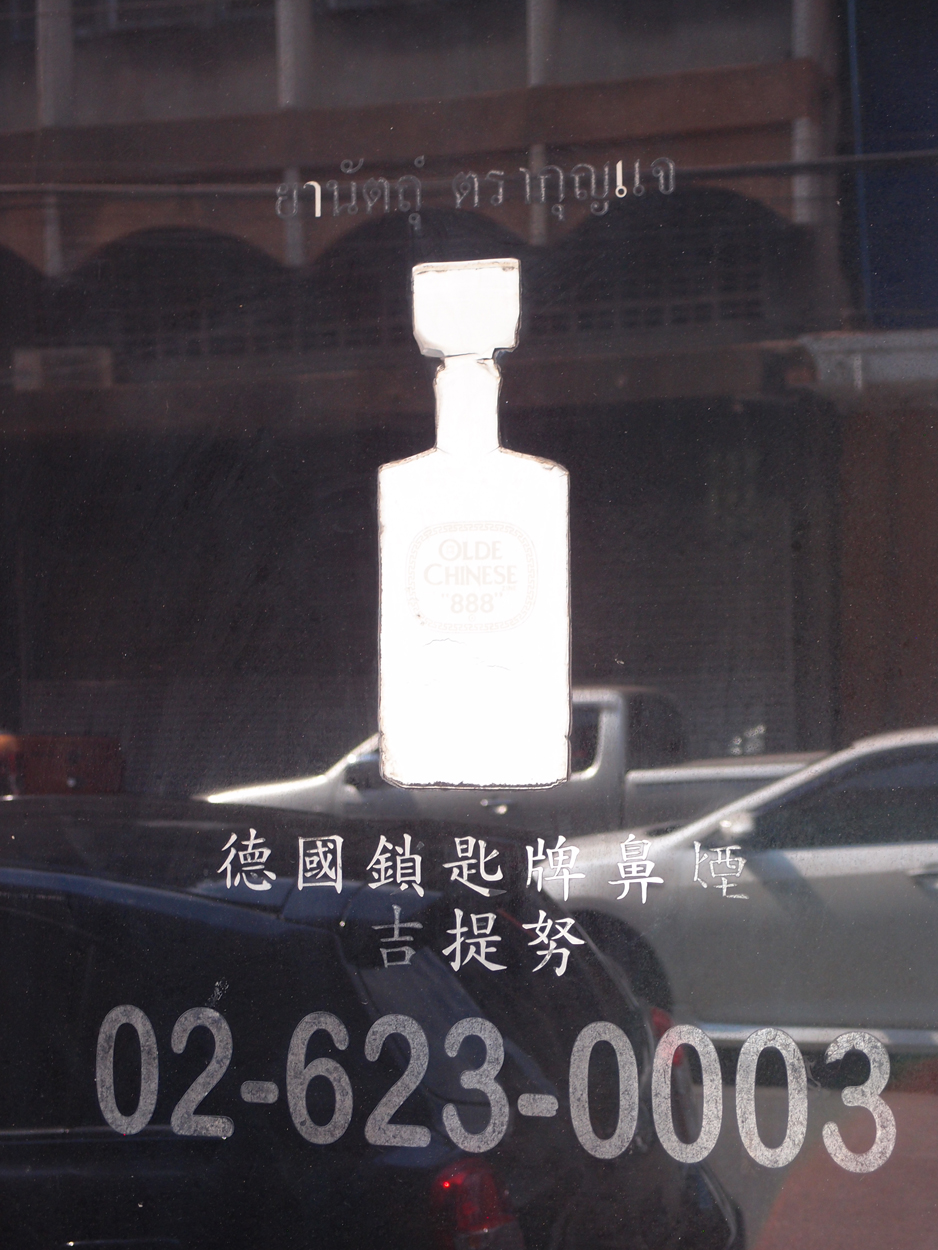 ยานัตถุ์ ตรากุญแจ
OLDE
CHINESE
"888"
德國鎖匙牌鼻煙
吉提努
02-623-0003